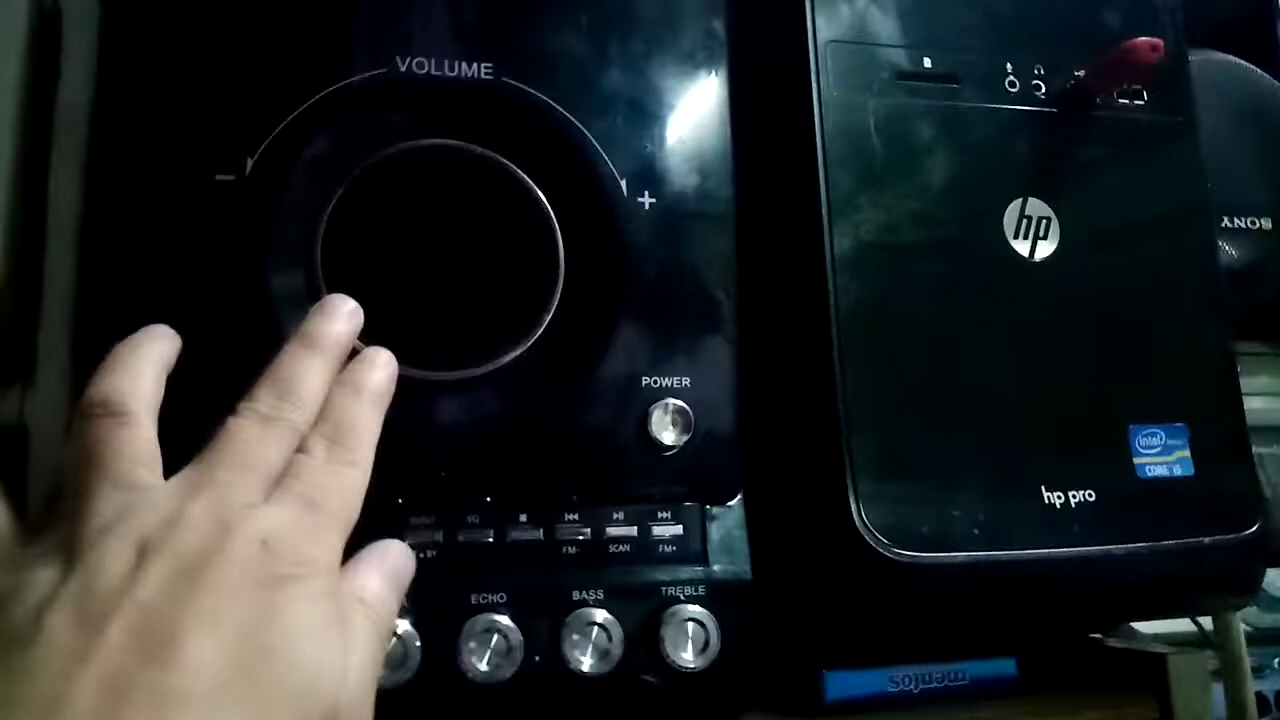 VOLUME
− +
POWER
EQ
FM−
SCAN
FM+
ECHO
BASS
TREBLE
hp
intel
CORE i5
hp pro
SONY
mentos